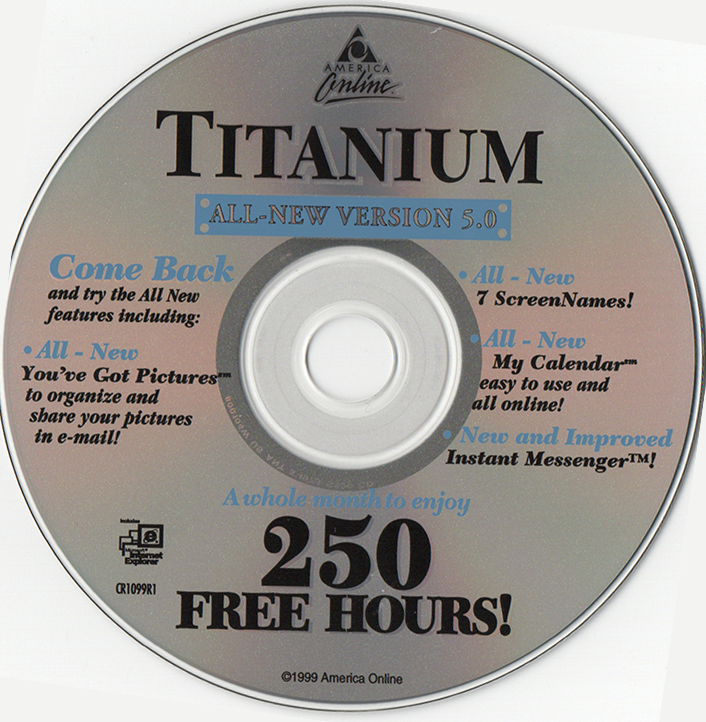 AMERICA
Online
TITANIUM
ALL-NEW VERSION 5.0
Come Back
and try the All New
features including:
• All - New
You've Got Pictures℠
to organize and
share your pictures
in e-mail!
• All - New
7 ScreenNames!
• All - New
My Calendar℠
easy to use and
all online!
• New and Improved
Instant Messenger™!
A whole month to enjoy
250
FREE HOURS!
Includes
Microsoft®
Internet
Explorer
CR1099R1
©1999 America Online